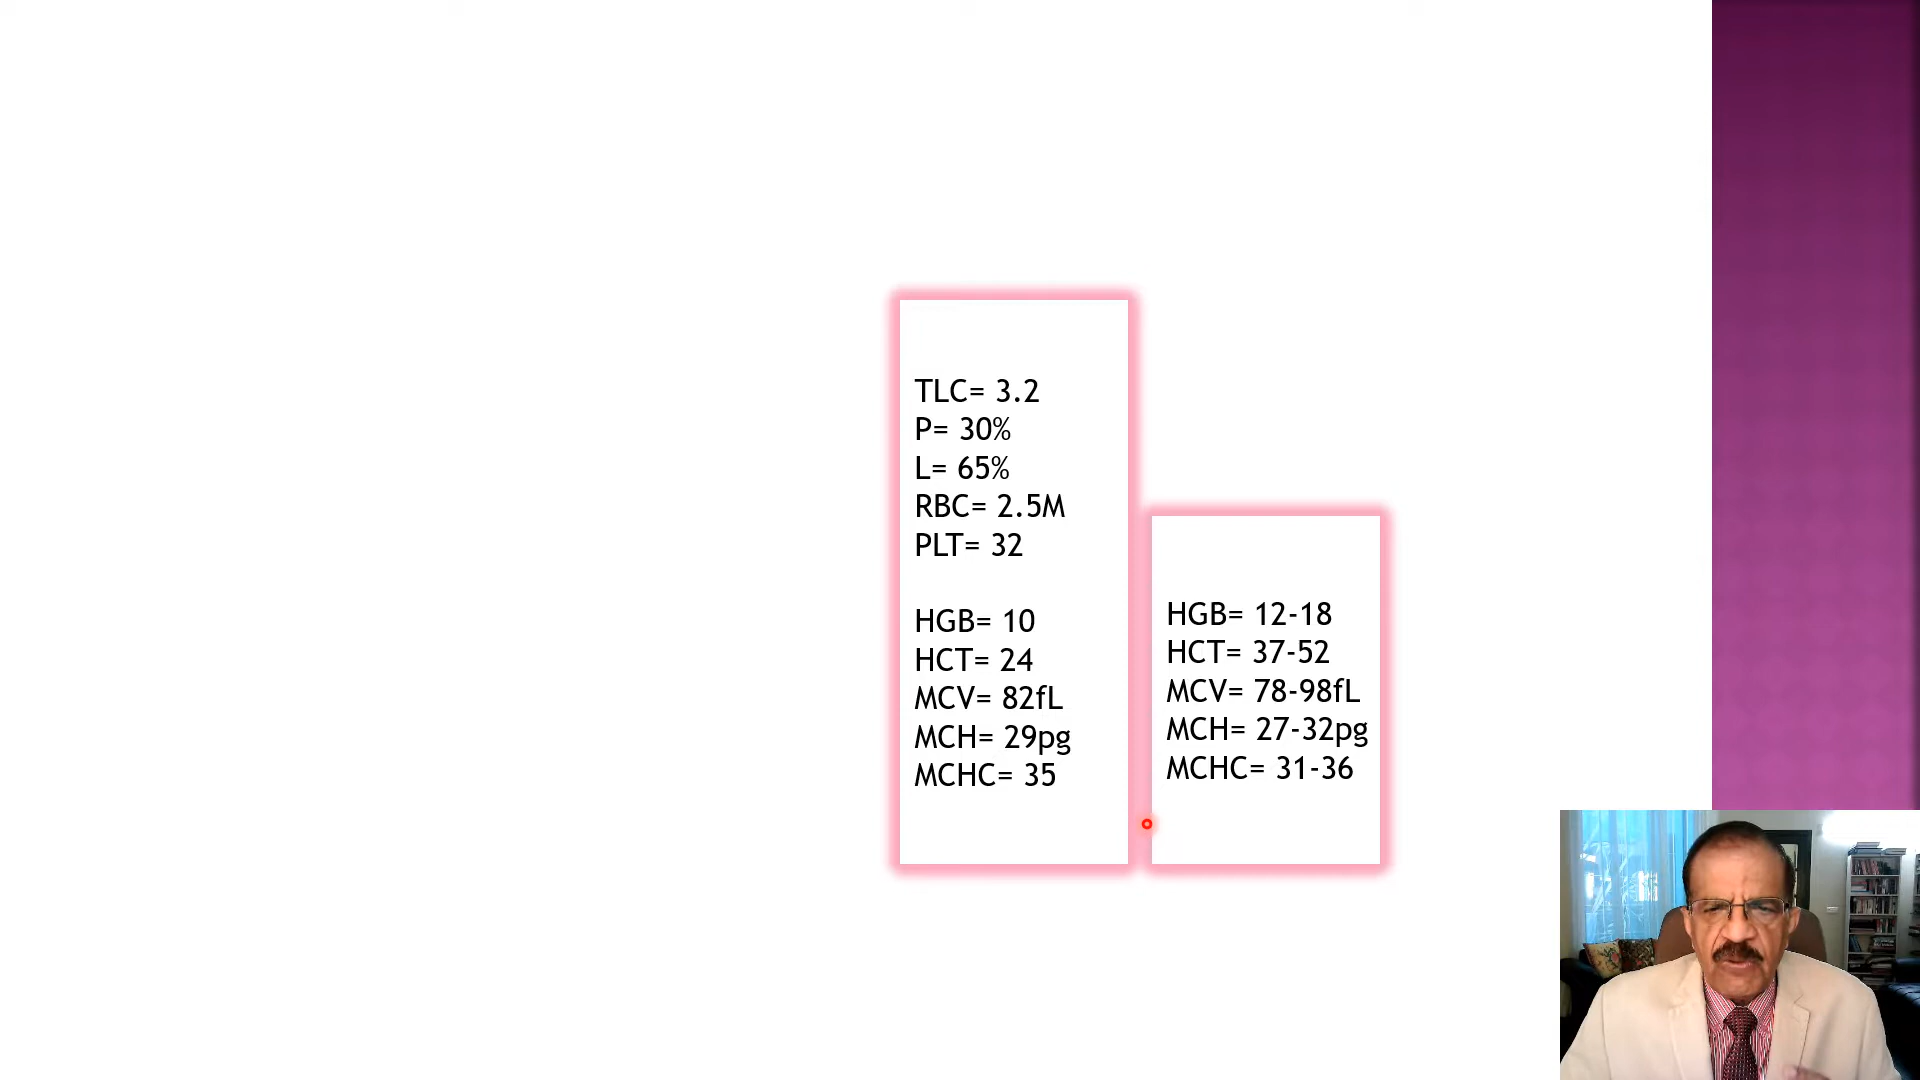 TLC= 3.2
P= 30%
L= 65%
RBC= 2.5M
PLT= 32
HGB= 10
HCT= 24
MCV= 82fL
MCH= 29pg
MCHC= 35
HGB= 12-18
HCT= 37-52
MCV= 78-98fL
MCH= 27-32pg
MCHC= 31-36